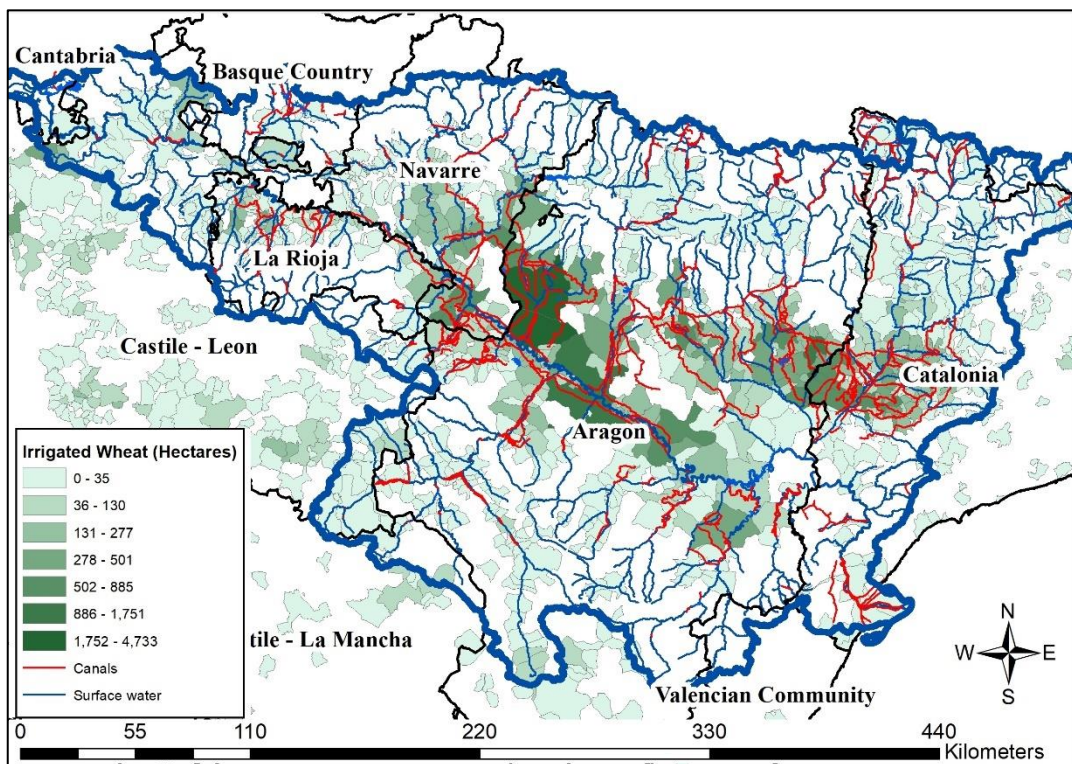 Cantabria
Basque Country
Navarre
La Rioja
Castile - Leon
Catalonia
Aragon
tile - La Mancha
Valencian Community
Irrigated Wheat (Hectares)
0 - 35
36 - 130
131 - 277
278 - 501
502 - 885
886 - 1,751
1,752 - 4,733
Canals
Surface water
N
W E
S
0 55 110 220 330 440
Kilometers